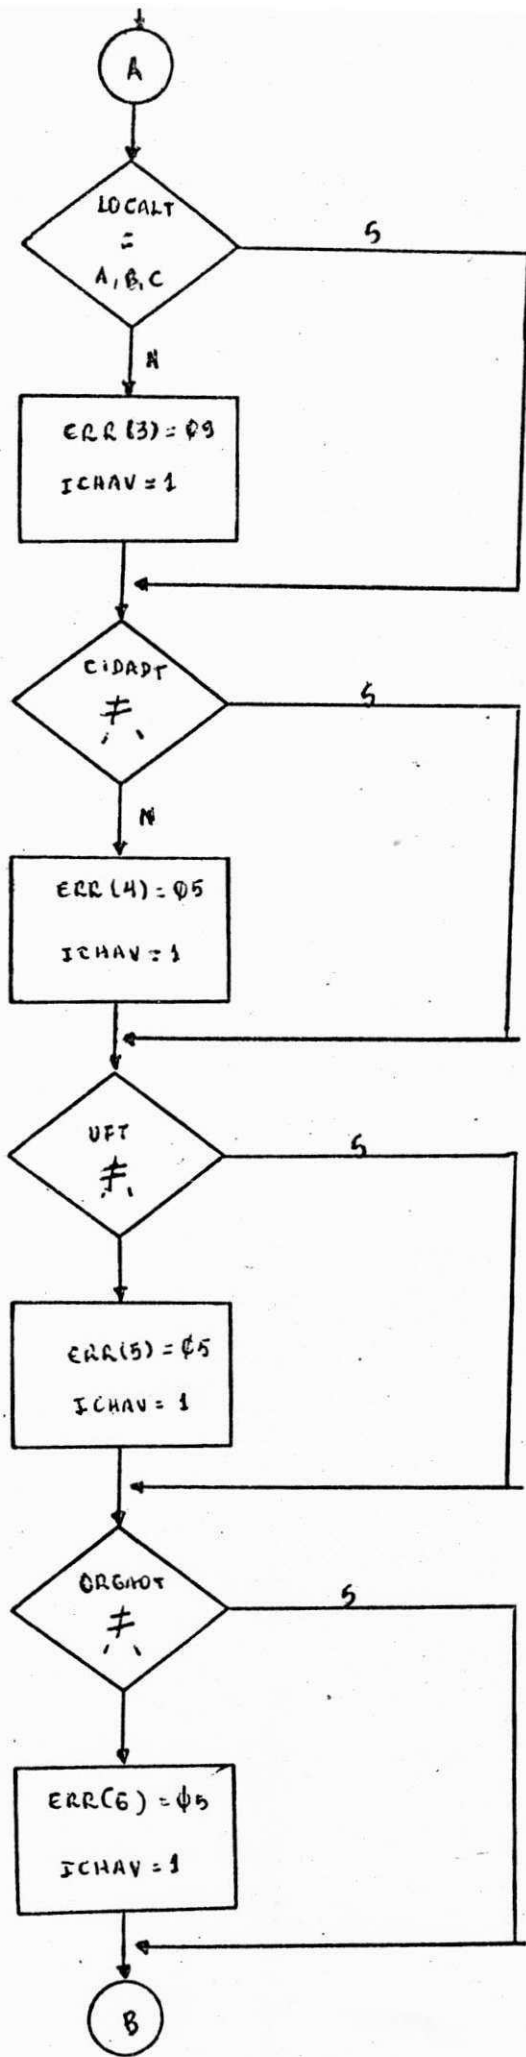 A
LOCALT
=
A,B,C
S
N
ERR(3)=Ø9
ICHAV=1
CIDADT
≠
' '
S
N
ERR(4)=Ø5
ICHAV=1
UFT
≠
' '
S
ERR(5)=Ø5
ICHAV=1
ORGAOT
≠
' '
S
ERR(6)=Ø5
ICHAV=1
B